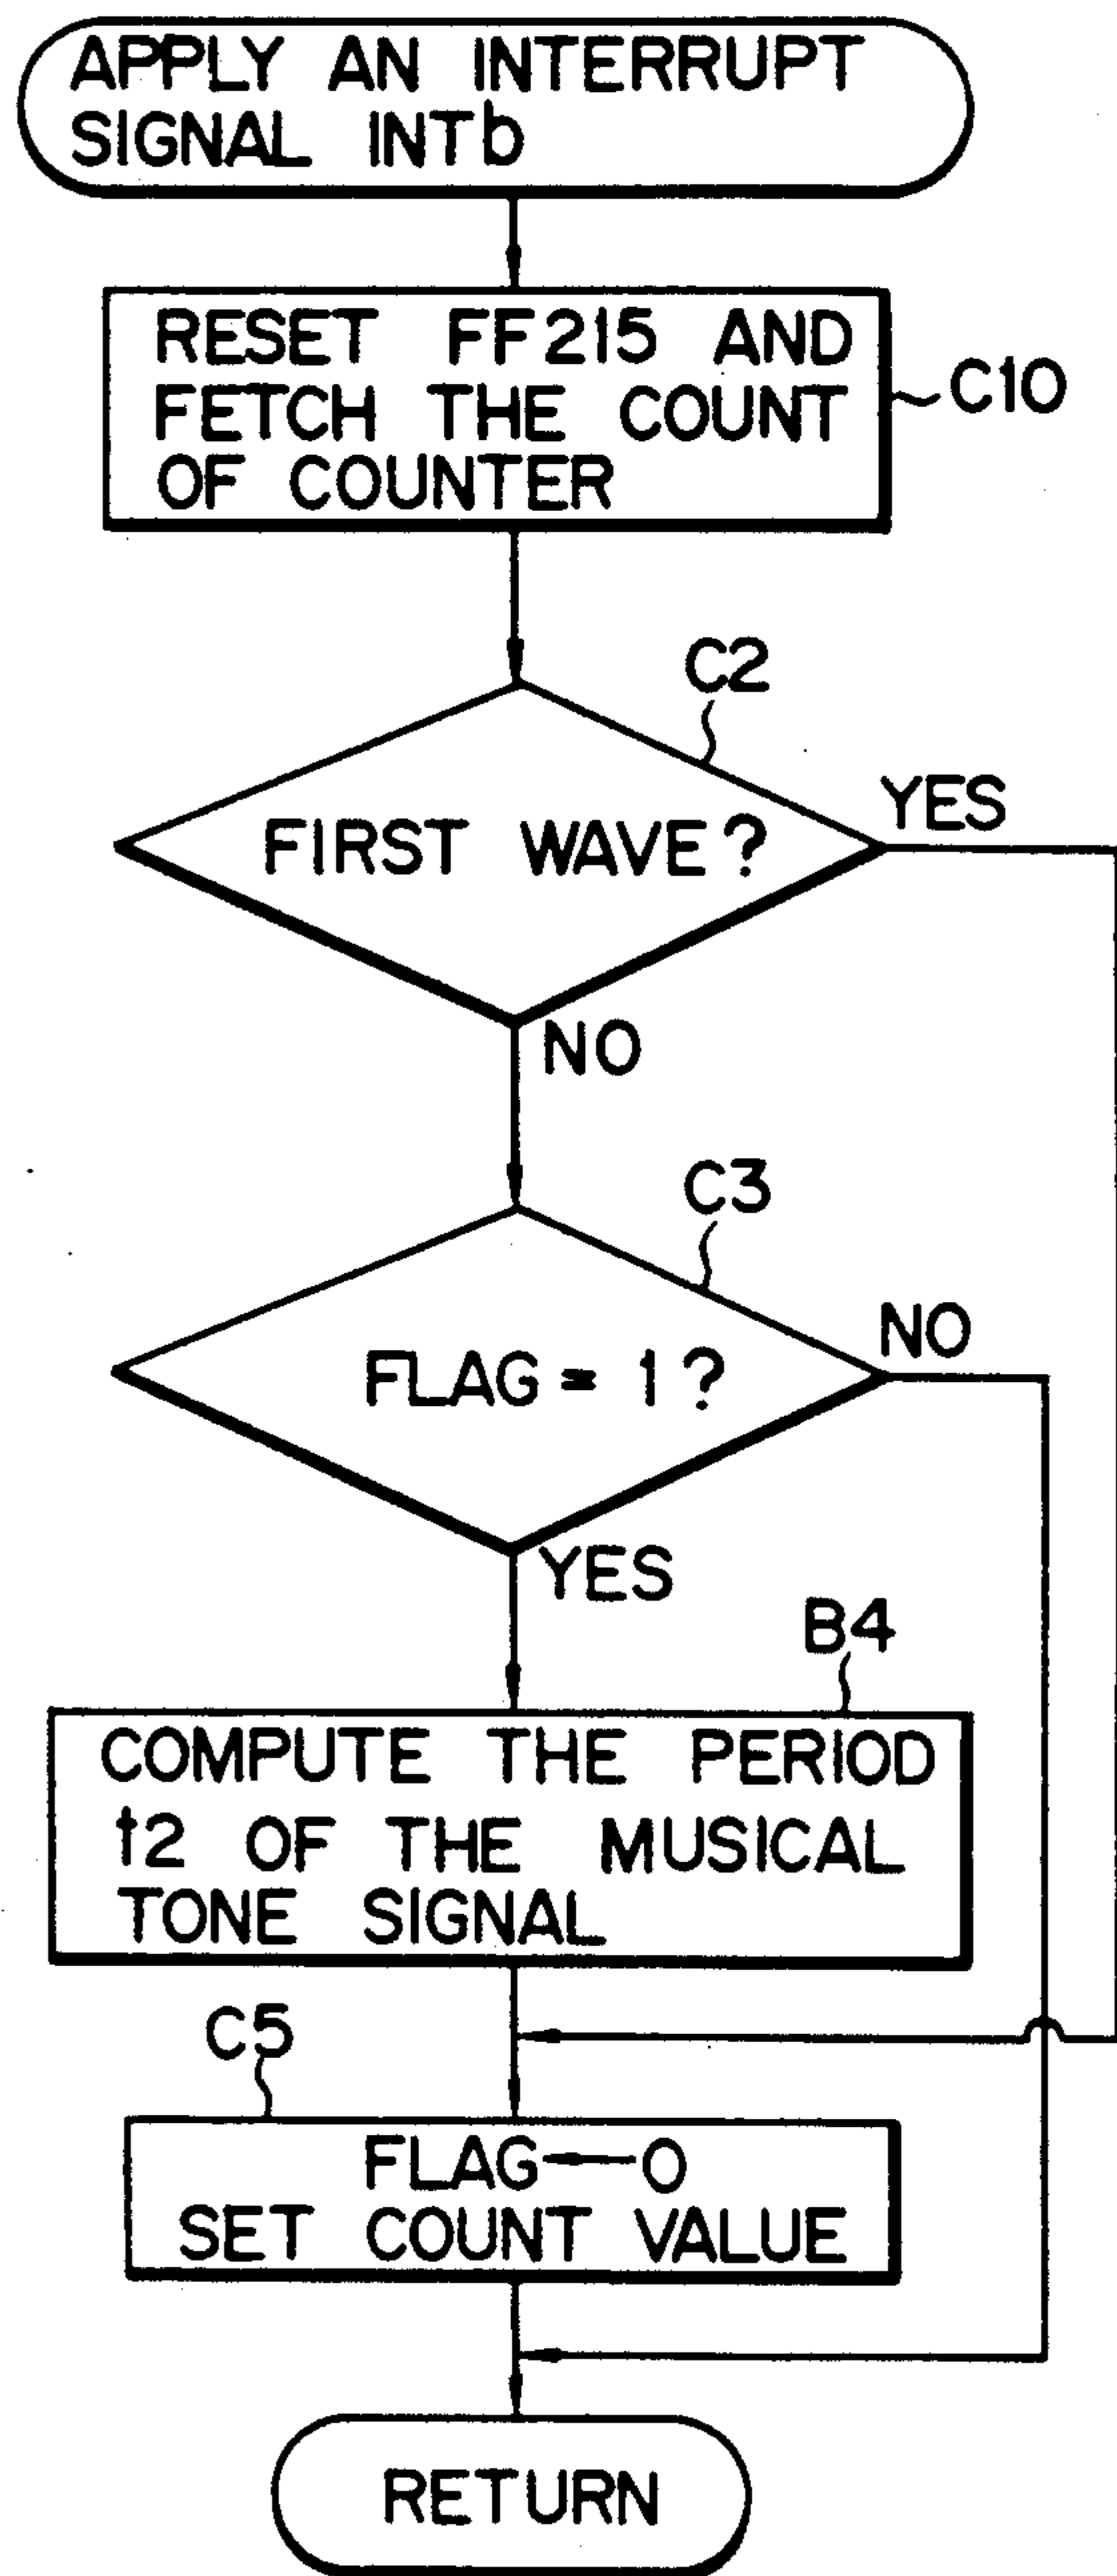 APPLY AN INTERRUPT
SIGNAL INTb
RESET FF215 AND
FETCH THE COUNT
OF COUNTER
C10
C2
FIRST WAVE?
YES
NO
C3
FLAG = 1?
NO
YES
B4
COMPUTE THE PERIOD
t2 OF THE MUSICAL
TONE SIGNAL
C5
FLAG←0
SET COUNT VALUE
RETURN